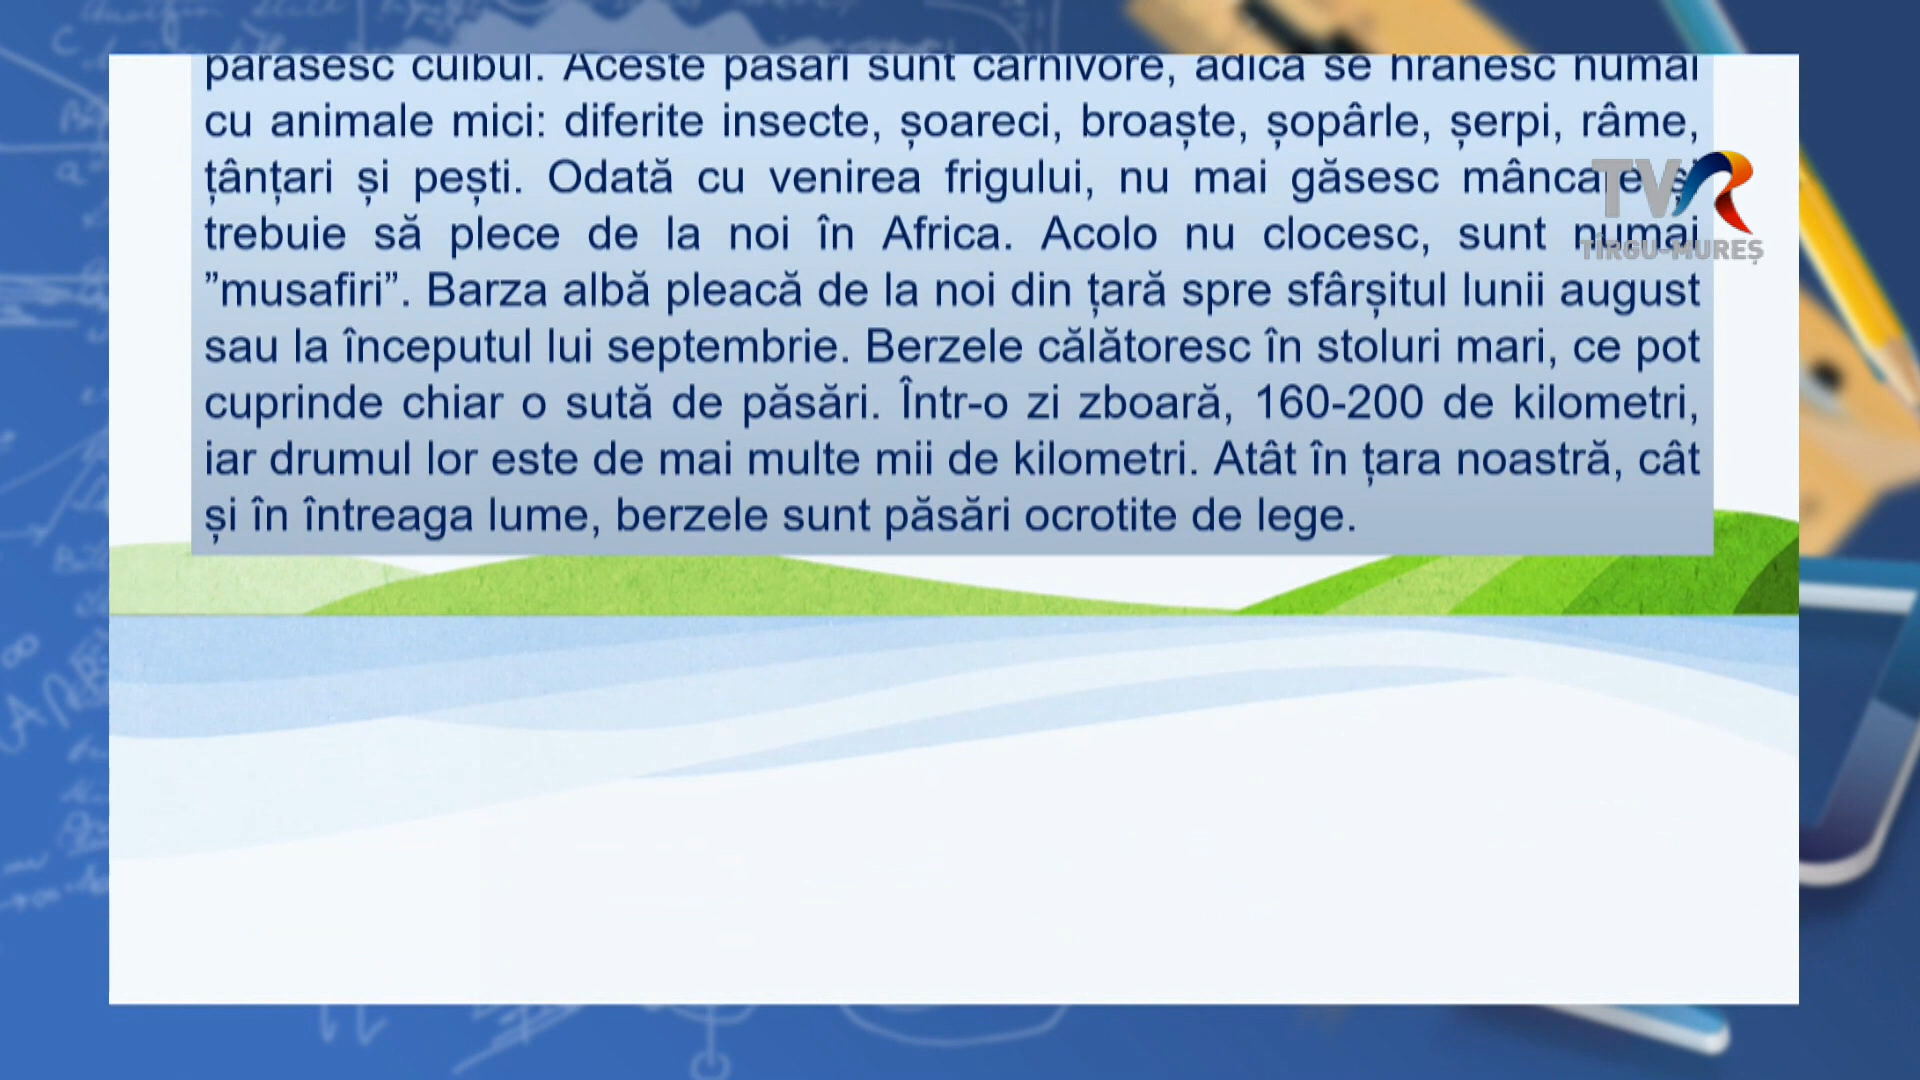 părăsesc cuibul. Aceste păsări sunt carnivore, adică se hrănesc numai
cu animale mici: diferite insecte, șoareci, broaște, șopârle, șerpi, râme,
țânțari și pești. Odată cu venirea frigului, nu mai găsesc mâncare și
trebuie să plece de la noi în Africa. Acolo nu clocesc, sunt numai
”musafiri”. Barza albă pleacă de la noi din țară spre sfârșitul lunii august
sau la începutul lui septembrie. Berzele călătoresc în stoluri mari, ce pot
cuprinde chiar o sută de păsări. Într-o zi zboară, 160-200 de kilometri,
iar drumul lor este de mai multe mii de kilometri. Atât în țara noastră, cât
și în întreaga lume, berzele sunt păsări ocrotite de lege.
TVR
TÎRGU-MUREȘ